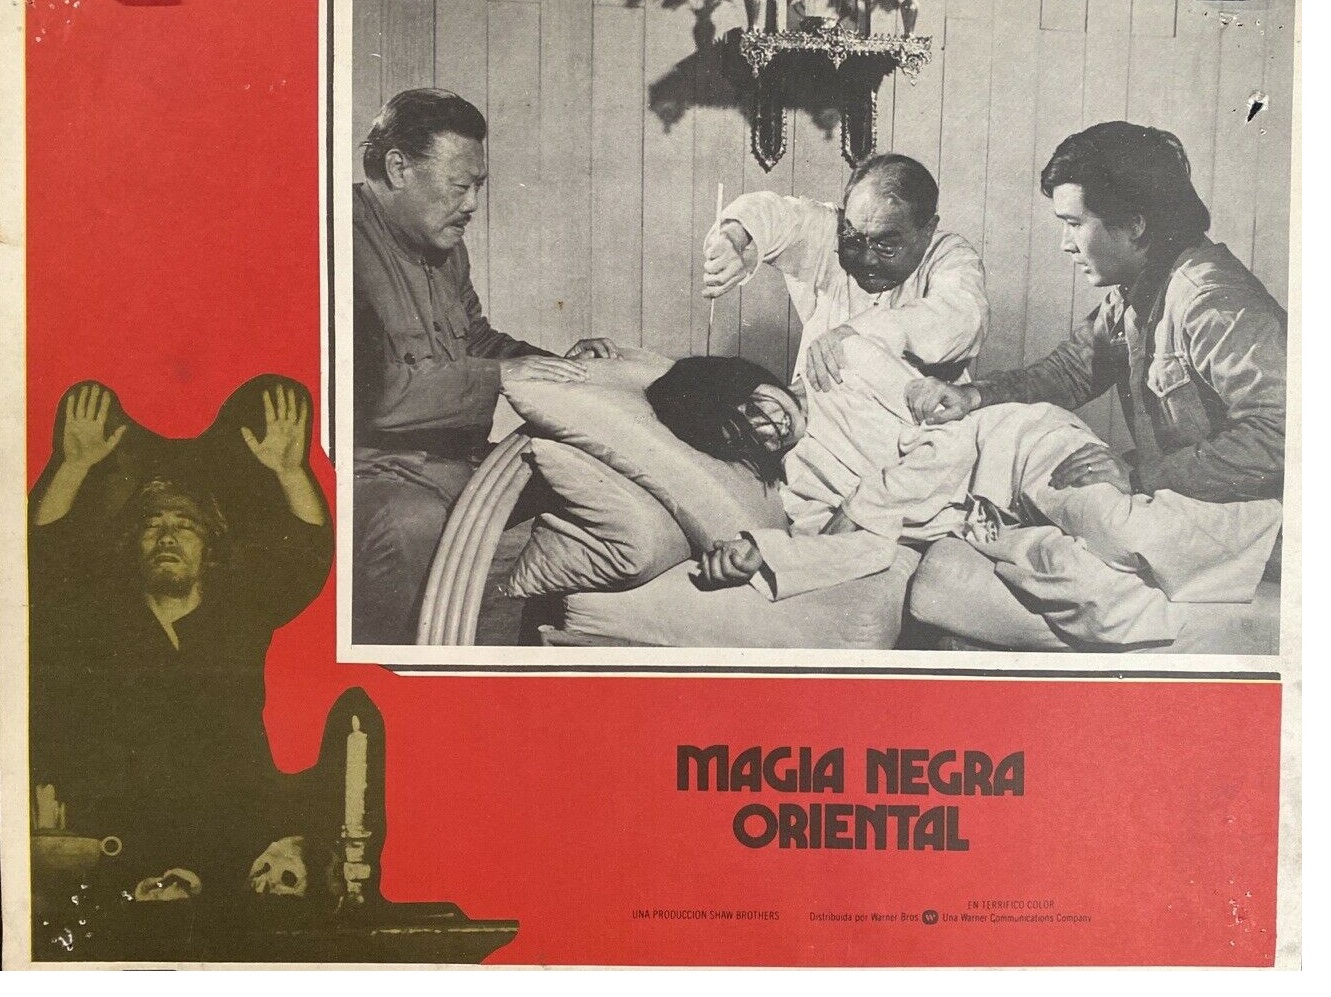 MAGIA NEGRA
ORIENTAL
EN TERRIFICO COLOR
UNA PRODUCCION SHAW BROTHERS
Distribuida por Warner Bros W Una Warner Communications Company